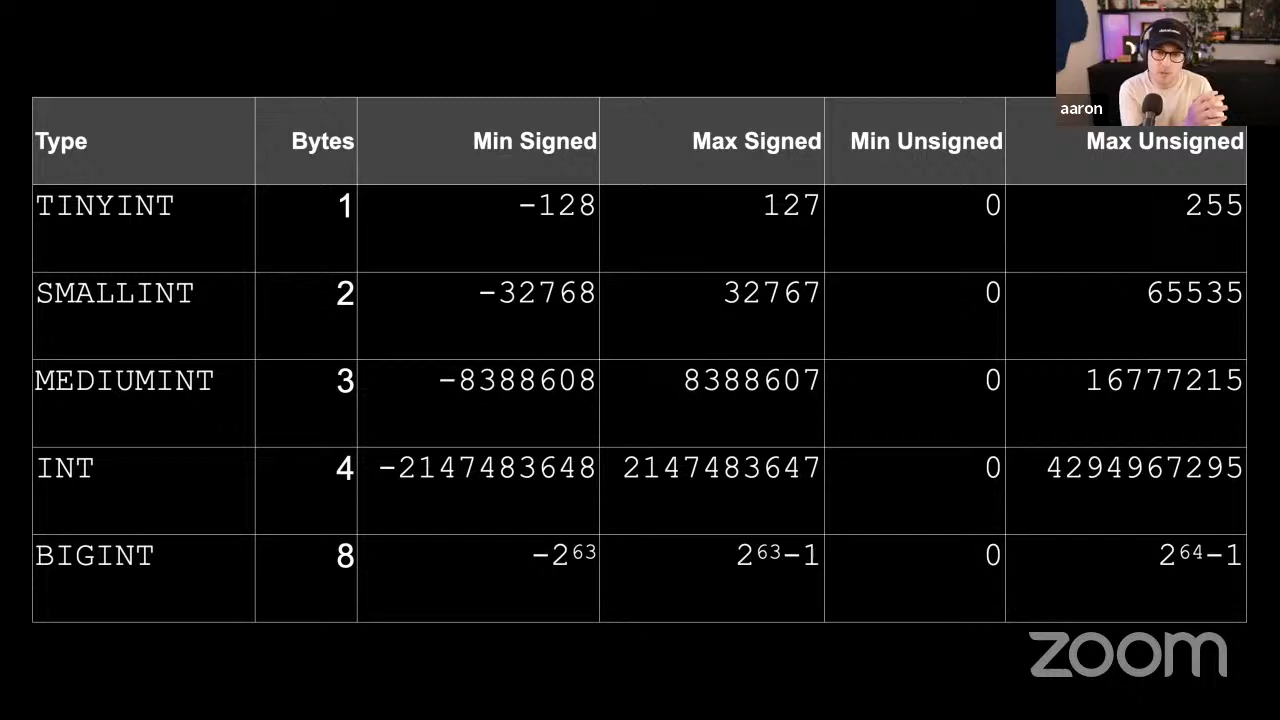 aaron
Type Bytes Min Signed Max Signed Min Unsigned Max Unsigned
TINYINT 1 -128 127 0 255
SMALLINT 2 -32768 32767 0 65535
MEDIUMINT 3 -8388608 8388607 0 16777215
INT 4 -2147483648 2147483647 0 4294967295
BIGINT 8 -2⁶³ 2⁶³-1 0 2⁶⁴-1
zoom